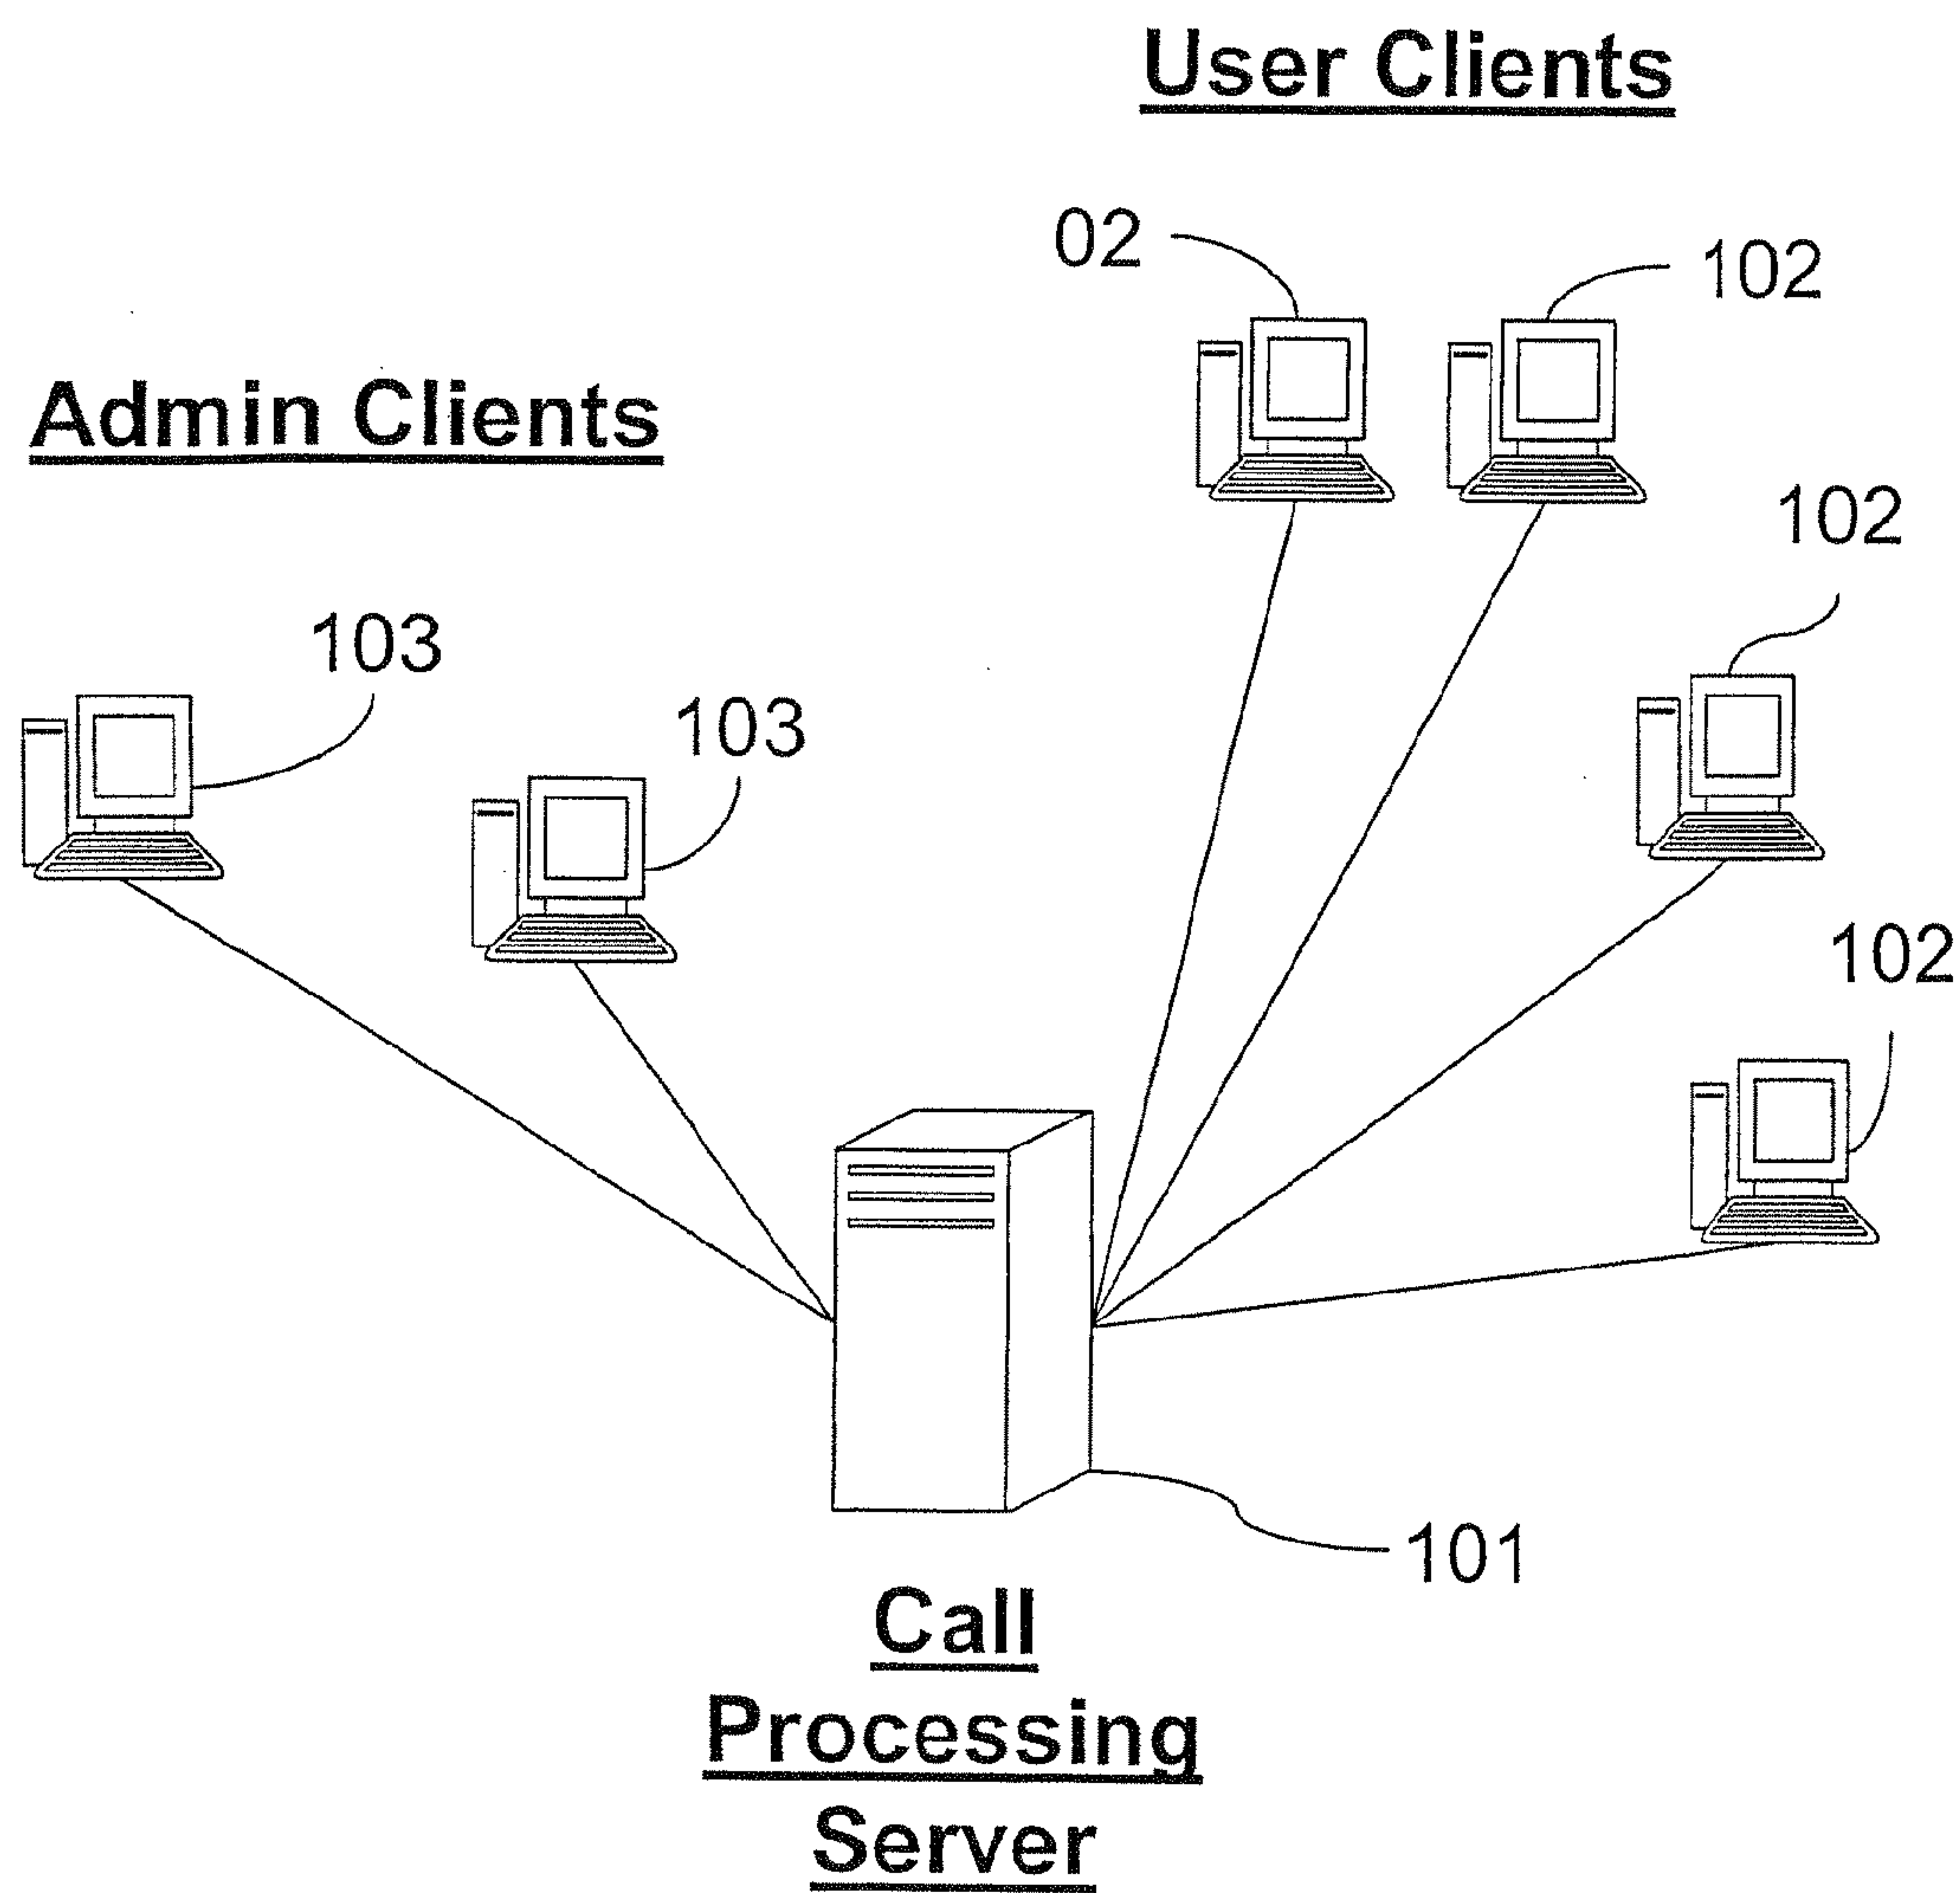 User Clients
02
102
Admin Clients
102
103
103
102
101
Call
Processing
Server